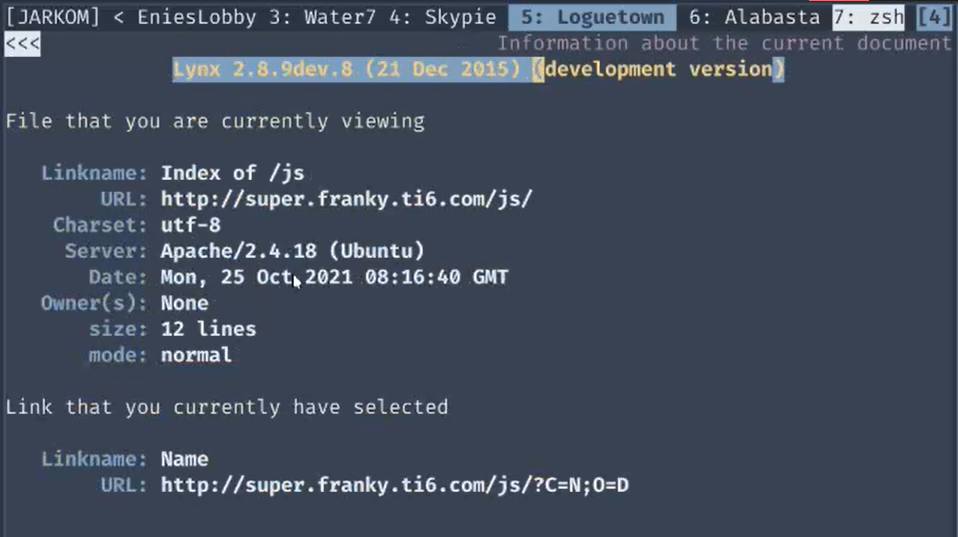 [JARKOM] < EniesLobby 3: Water7 4: Skypie 5: Loguetown 6: Alabasta 7: zsh [4]
<<< Information about the current document
Lynx 2.8.9dev.8 (21 Dec 2015) (development version)
File that you are currently viewing
Linkname: Index of /js
URL: http://super.franky.ti6.com/js/
Charset: utf-8
Server: Apache/2.4.18 (Ubuntu)
Date: Mon, 25 Oct 2021 08:16:40 GMT
Owner(s): None
size: 12 lines
mode: normal
Link that you currently have selected
Linkname: Name
URL: http://super.franky.ti6.com/js/?C=N;O=D